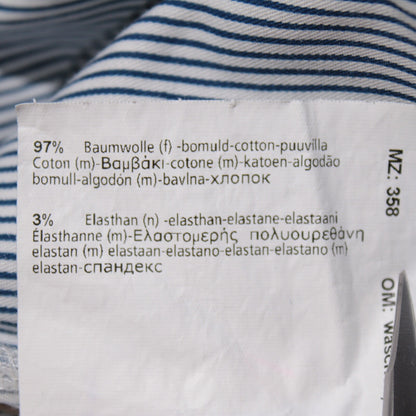 97% Baumwolle (f) -bomuld-cotton-puuvilla
Coton (m)-Βαμβάκι-cotone (m)-katoen-algodão
bomull-algodón (m)-bavlna-хлопок
3% Elasthan (n) -elasthan-elastane-elastaani
Élasthanne (m)-Ελαστομερής πολυουρεθάνη
elastan (m) elastaan-elastano-elastan-elastano (m)
elastan-спандекс
MZ: 358
OM: